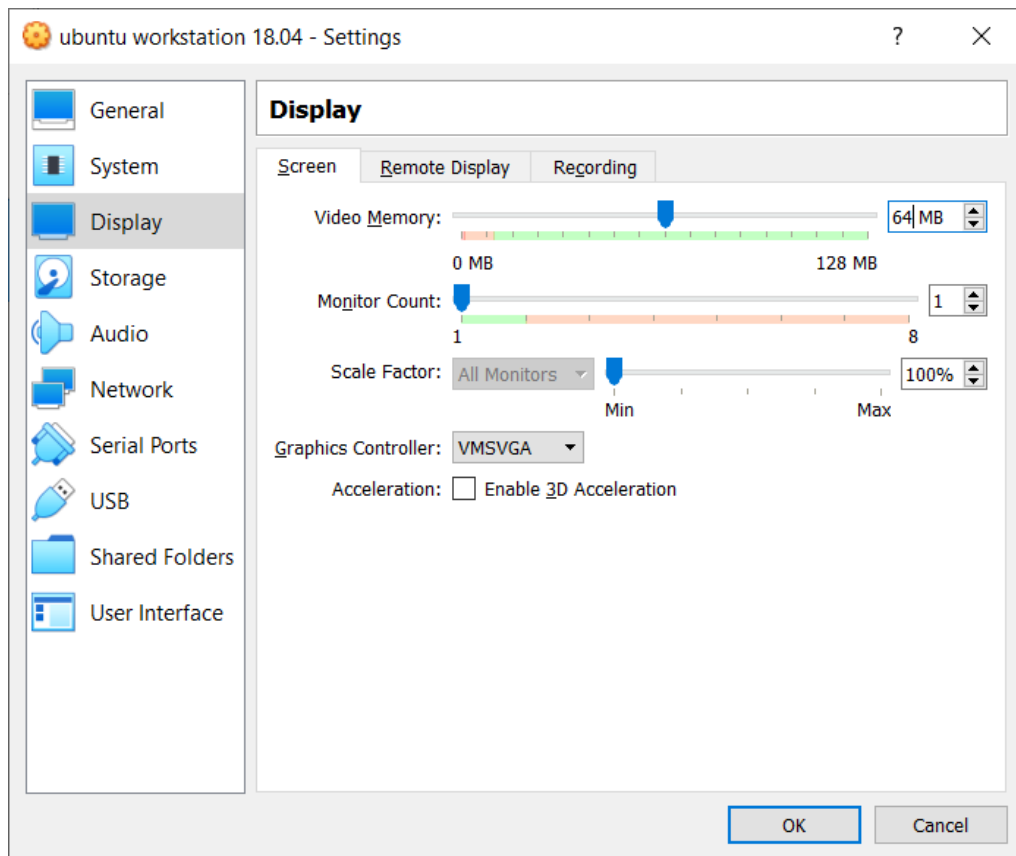 ubuntu workstation 18.04 - Settings ? ×
General
System
Display
Storage
Audio
Network
Serial Ports
USB
Shared Folders
User Interface
Display
Screen Remote Display Recording
Video Memory: 64 MB
0 MB 128 MB
Monitor Count: 1
1 8
Scale Factor: All Monitors 100%
Min Max
Graphics Controller: VMSVGA
Acceleration: Enable 3D Acceleration
OK Cancel